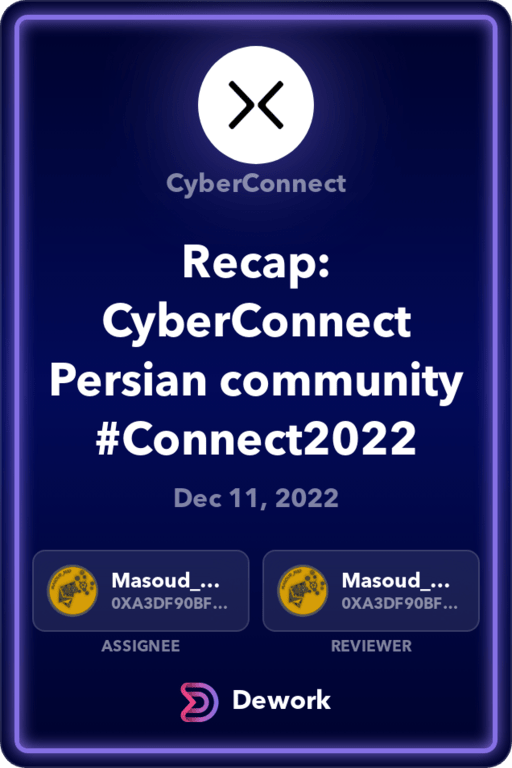 CyberConnect
Recap:
CyberConnect
Persian community
#Connect2022
Dec 11, 2022
Masoud_...
0XA3DF90BF...
ASSIGNEE
Masoud_...
0XA3DF90BF...
REVIEWER
Dework